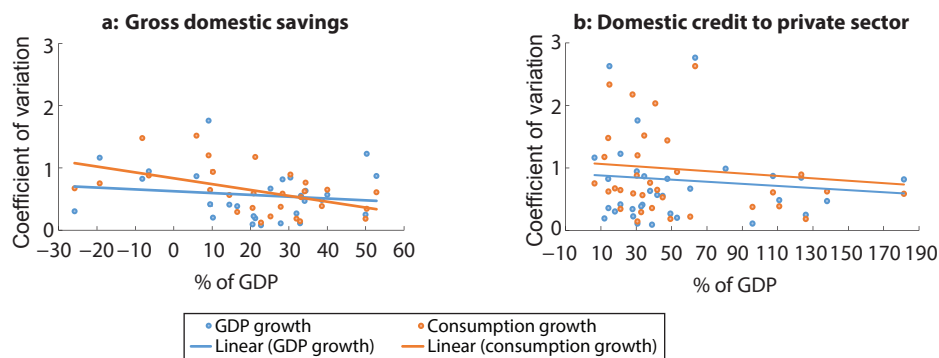 a: Gross domestic savings
Coefficient of variation
3
2
1
0
−30 −20 −10 0 10 20 30 40 50 60
% of GDP
b: Domestic credit to private sector
Coefficient of variation
3
2
1
0
−10 10 30 50 70 90 110 130 150 170 190
% of GDP
GDP growth Consumption growth
Linear (GDP growth) Linear (consumption growth)